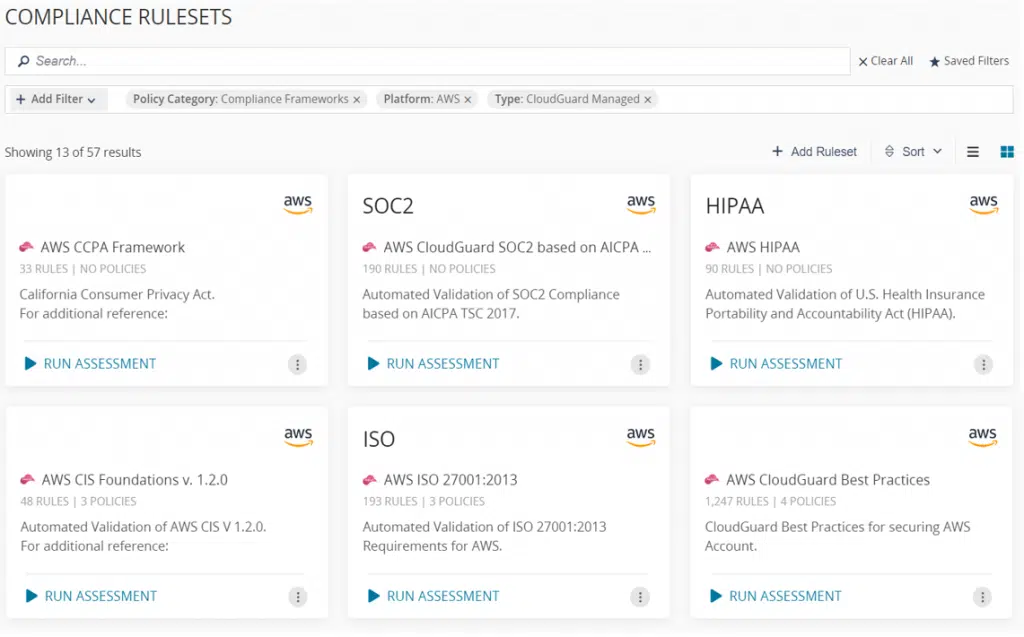 COMPLIANCE RULESETS
Search...
Clear All
Saved Filters
+ Add Filter
Policy Category: Compliance Frameworks ×
Platform: AWS ×
Type: CloudGuard Managed ×
Showing 13 of 57 results
+ Add Ruleset
Sort
aws
AWS CCPA Framework
33 RULES | NO POLICIES
California Consumer Privacy Act.
For additional reference:
RUN ASSESSMENT
SOC2
aws
AWS CloudGuard SOC2 based on AICPA ...
190 RULES | NO POLICIES
Automated Validation of SOC2 Compliance
based on AICPA TSC 2017.
RUN ASSESSMENT
HIPAA
aws
AWS HIPAA
90 RULES | NO POLICIES
Automated Validation of U.S. Health Insurance
Portability and Accountability Act (HIPAA).
RUN ASSESSMENT
aws
AWS CIS Foundations v. 1.2.0
48 RULES | 3 POLICIES
Automated Validation of AWS CIS V 1.2.0.
For additional reference:
RUN ASSESSMENT
ISO
aws
AWS ISO 27001:2013
193 RULES | 3 POLICIES
Automated Validation of ISO 27001:2013
Requirements for AWS.
RUN ASSESSMENT
aws
AWS CloudGuard Best Practices
1,247 RULES | 4 POLICIES
CloudGuard Best Practices for securing AWS
Account.
RUN ASSESSMENT